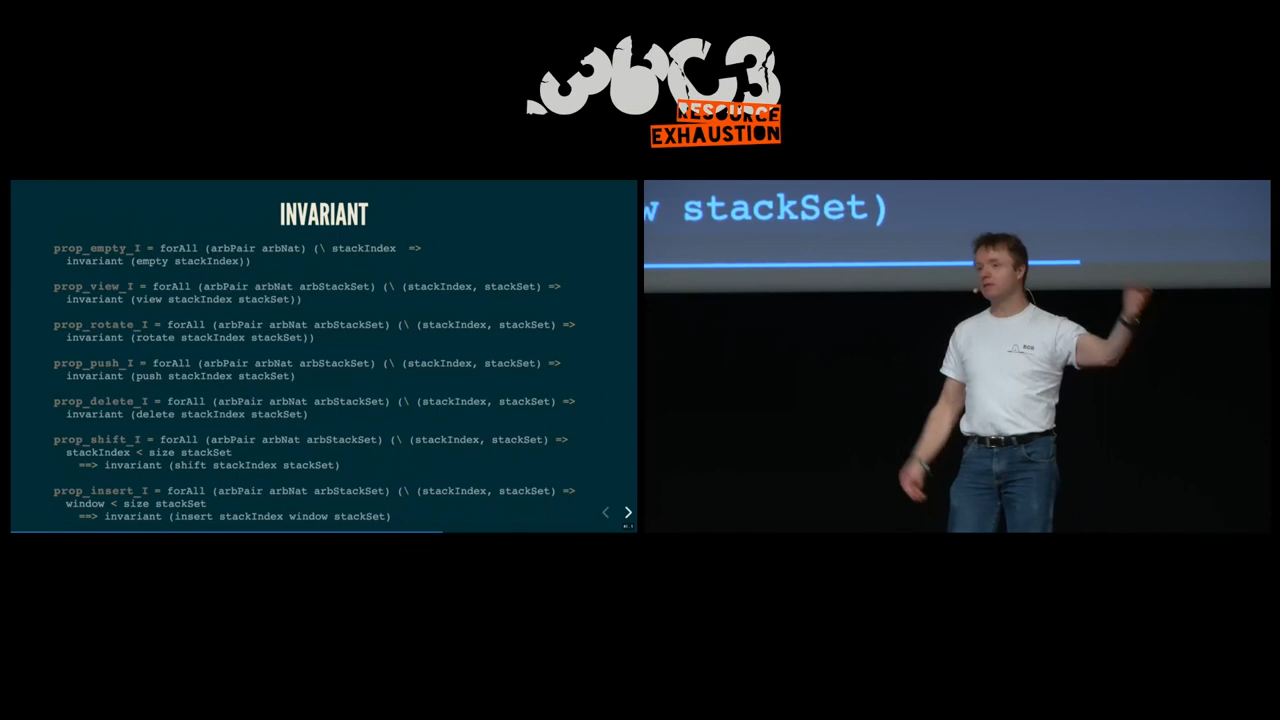 36C3
RESOURCE
EXHAUSTION
INVARIANT
prop_empty_I = forAll (arbPair arbNat) (\ stackIndex =>
invariant (empty stackIndex))
prop_view_I = forAll (arbPair arbNat arbStackSet) (\ (stackIndex, stackSet) =>
invariant (view stackIndex stackSet))
prop_rotate_I = forAll (arbPair arbNat arbStackSet) (\ (stackIndex, stackSet) =>
invariant (rotate stackIndex stackSet))
prop_push_I = forAll (arbPair arbNat arbStackSet) (\ (stackIndex, stackSet) =>
invariant (push stackIndex stackSet)
prop_delete_I = forAll (arbPair arbNat arbStackSet) (\ (stackIndex, stackSet) =>
invariant (delete stackIndex stackSet)
prop_shift_I = forAll (arbPair arbNat arbStackSet) (\ (stackIndex, stackSet) =>
stackIndex < size stackSet
==> invariant (shift stackIndex stackSet)
prop_insert_I = forAll (arbPair arbNat arbStackSet) (\ (stackIndex, stackSet) =>
window < size stackSet
==> invariant (insert stackIndex window stackSet)
w stackSet)